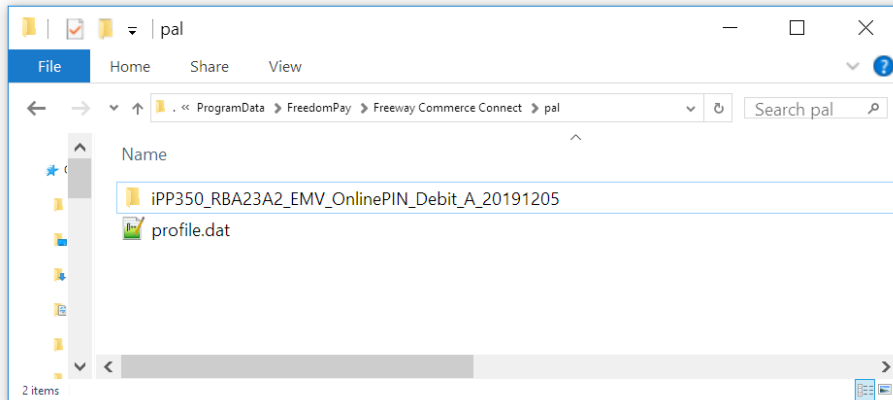 pal
File Home Share View
. « ProgramData > FreedomPay > Freeway Commerce Connect > pal Search pal
Name
iPP350_RBA23A2_EMV_OnlinePIN_Debit_A_20191205
profile.dat
2 items